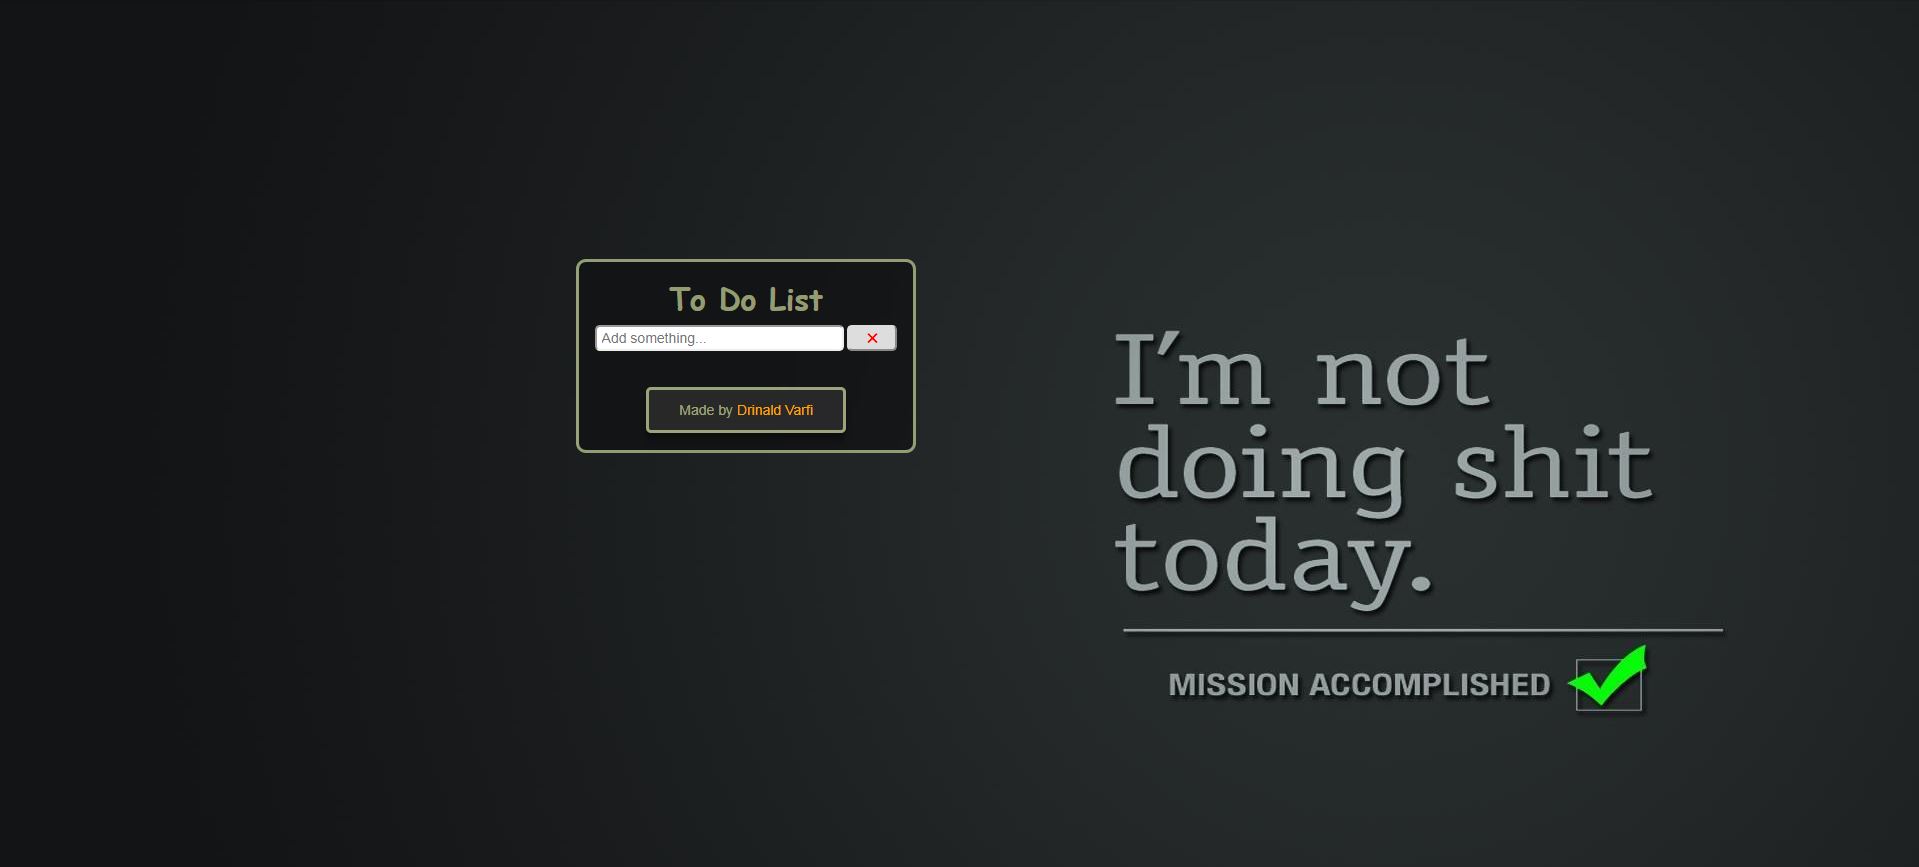 To Do List
Add something...
Made by Drinald Varfi
I'm not
doing shit
today.
MISSION ACCOMPLISHED